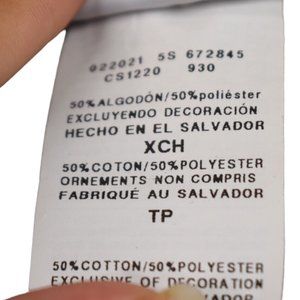 022021 5S 672845
CS1220 930
50%ALGODÓN/50%poliéster
EXCLUYENDO DECORACIÓN
HECHO EN EL SALVADOR
XCH
50%COTON/50%POLYESTER
ORNEMENTS NON COMPRIS
FABRIQUÉ AU SALVADOR
TP
50%COTTON/50%POLYESTER
EXCLUSIVE OF DECORATION